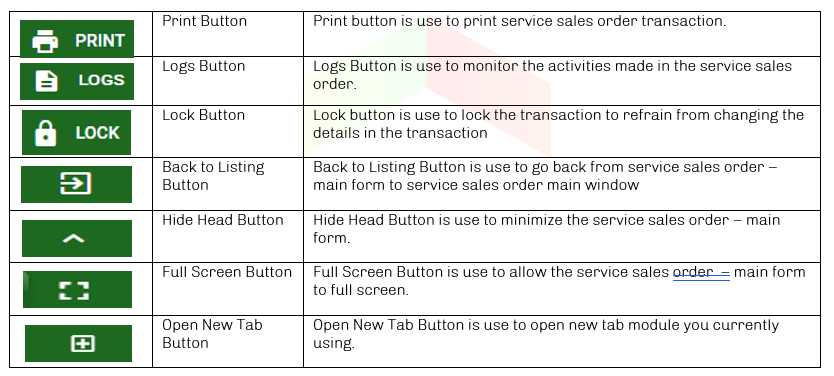 PRINT
Print Button
Print button is use to print service sales order transaction.
LOGS
Logs Button
Logs Button is use to monitor the activities made in the service sales
order.
LOCK
Lock Button
Lock button is use to lock the transaction to refrain from changing the
details in the transaction
Back to Listing
Button
Back to Listing Button is use to go back from service sales order –
main form to service sales order main window
Hide Head Button
Hide Head Button is use to minimize the service sales order – main
form.
Full Screen Button
Full Screen Button is use to allow the service sales order – main form
to full screen.
Open New Tab
Button
Open New Tab Button is use to open new tab module you currently
using.